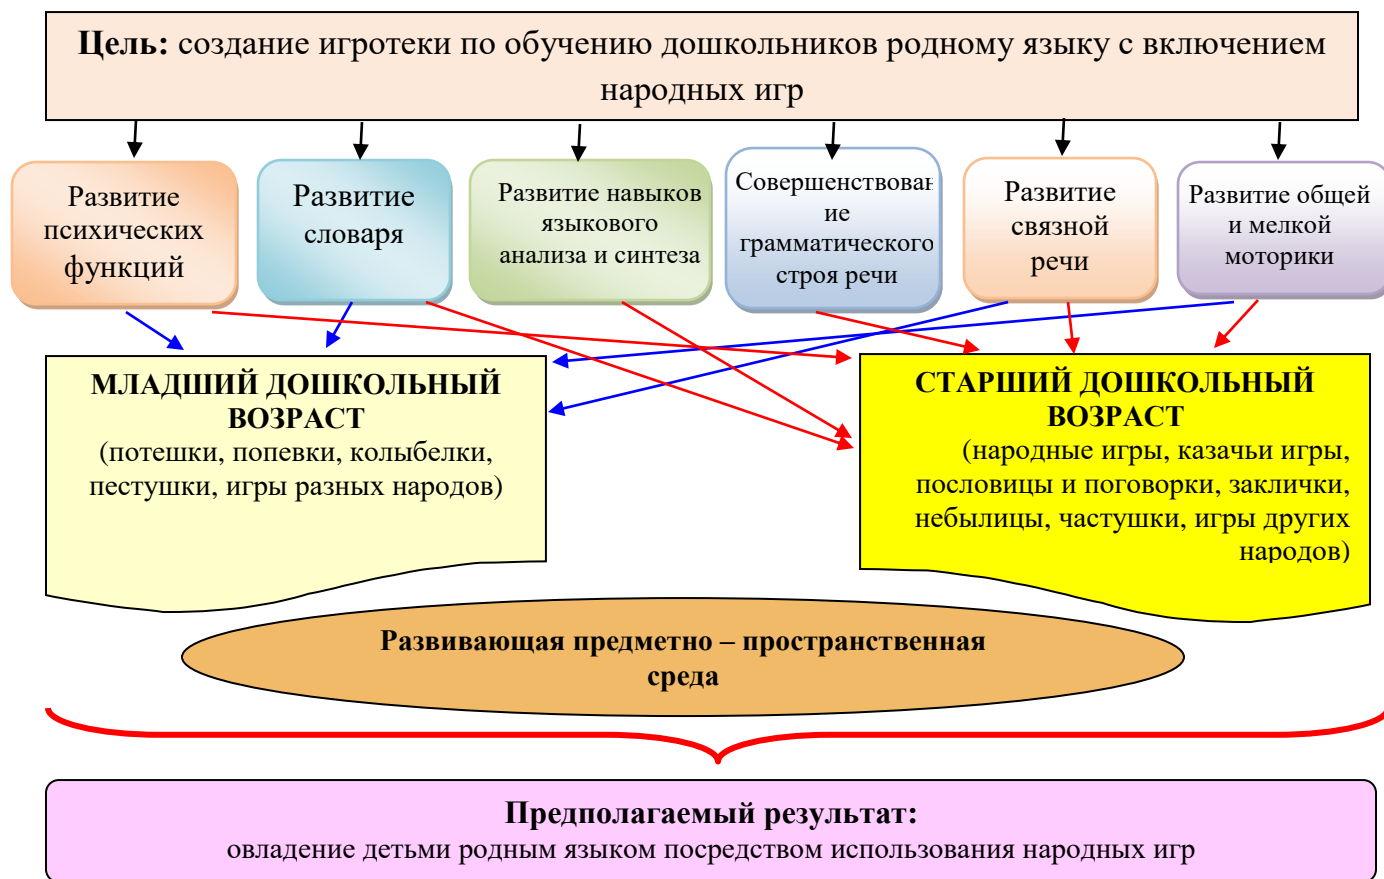 Цель: создание игротеки по обучению дошкольников родному языку с включением
народных игр
Развитие
психических
функций
Развитие
словаря
Развитие навыков
языкового
анализа и синтеза
Совершенствован
ие
грамматического
строя речи
Развитие
связной
речи
Развитие общей
и мелкой
моторики
МЛАДШИЙ ДОШКОЛЬНЫЙ
ВОЗРАСТ
(потешки, попевки, колыбелки,
пестушки, игры разных народов)
СТАРШИЙ ДОШКОЛЬНЫЙ
ВОЗРАСТ
(народные игры, казачьи игры,
пословицы и поговорки, заклички,
небылицы, частушки, игры других
народов)
Развивающая предметно – пространственная
среда
Предполагаемый результат:
овладение детьми родным языком посредством использования народных игр